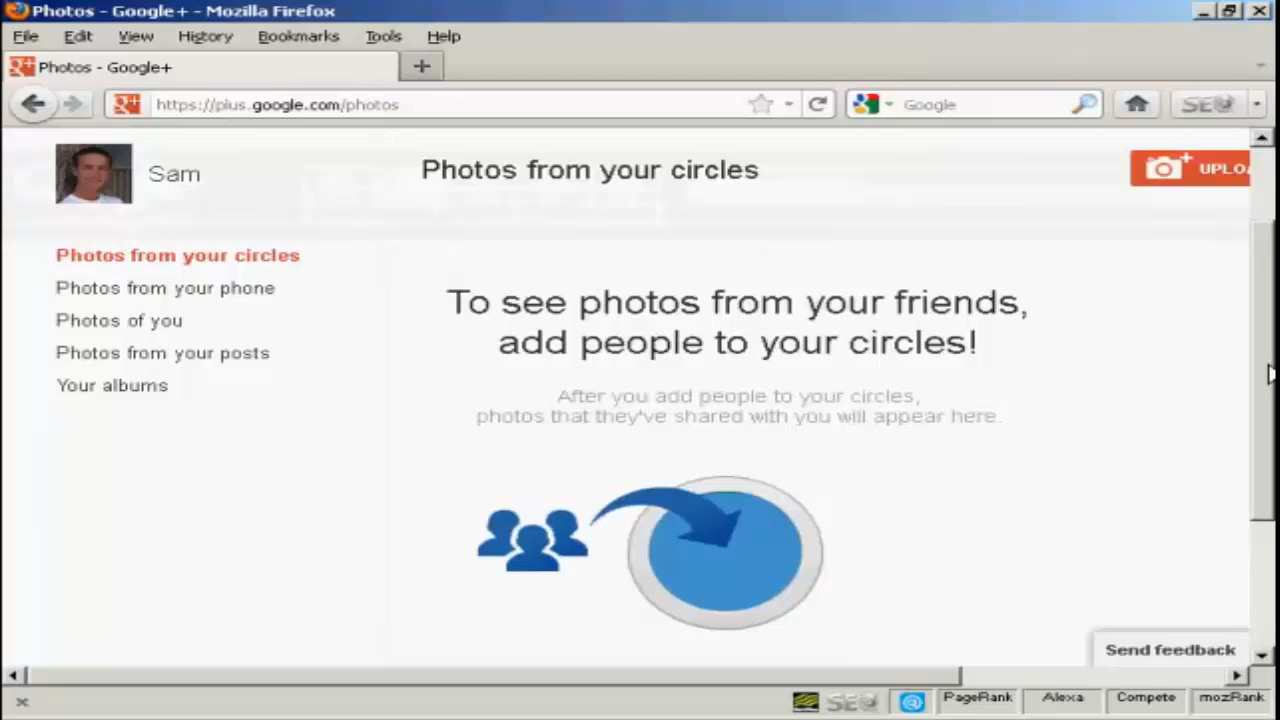 Photos - Google+ - Mozilla Firefox
File Edit View History Bookmarks Tools Help
Photos - Google+
https://plus.google.com/photos
Google
SEO
Sam
Photos from your circles
UPLOA
Photos from your circles
Photos from your phone
Photos of you
Photos from your posts
Your albums
To see photos from your friends,
add people to your circles!
After you add people to your circles,
photos that they've shared with you will appear here.
Send feedback
SEO PageRank Alexa Compete mozRank